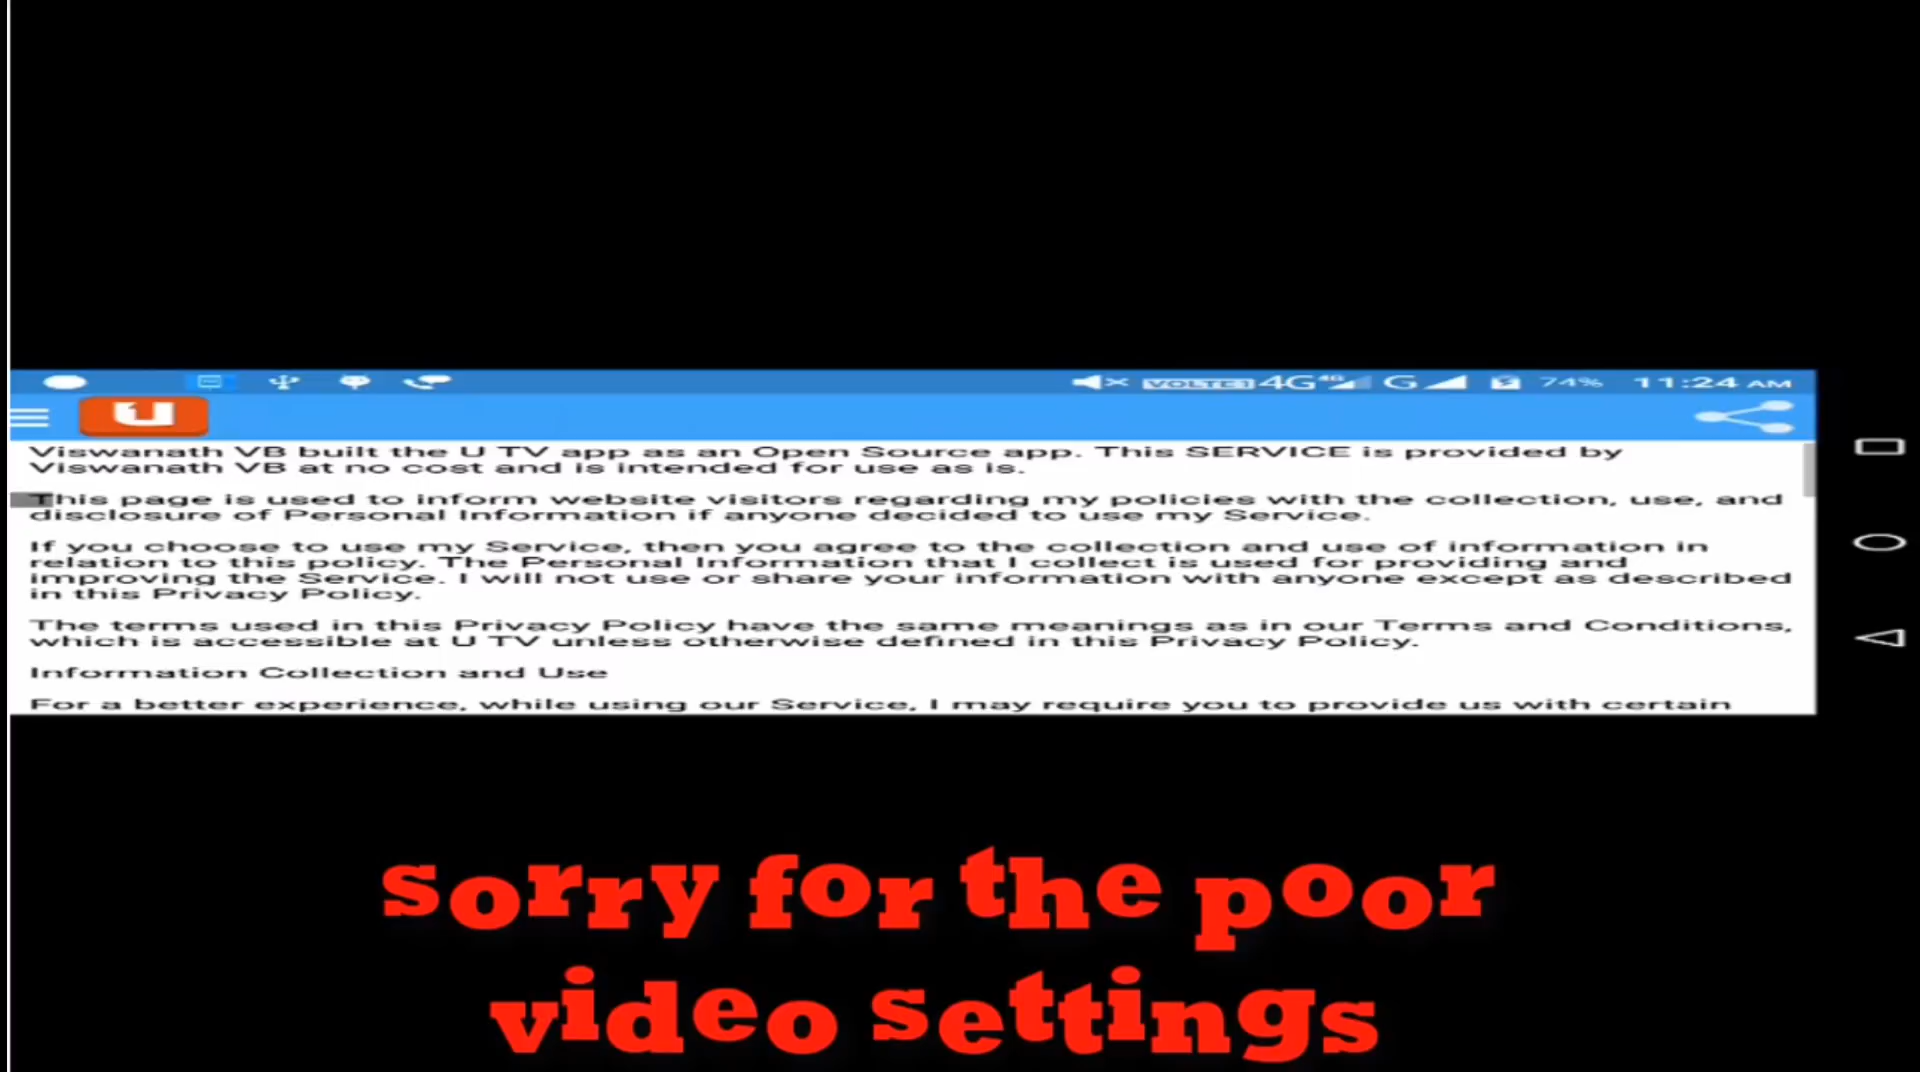 VOLTE1 4G 4G G 74% 11:24 AM
U
Viswanath VB built the U TV app as an Open Source app. This SERVICE is provided by
Viswanath VB at no cost and is intended for use as is.
This page is used to inform website visitors regarding my policies with the collection, use, and
disclosure of Personal Information if anyone decided to use my Service.
If you choose to use my Service, then you agree to the collection and use of information in
relation to this policy. The Personal Information that I collect is used for providing and
improving the Service. I will not use or share your information with anyone except as described
in this Privacy Policy.
The terms used in this Privacy Policy have the same meanings as in our Terms and Conditions,
which is accessible at U TV unless otherwise defined in this Privacy Policy.
Information Collection and Use
For a better experience, while using our Service, I may require you to provide us with certain
sorry for the poor
video settings